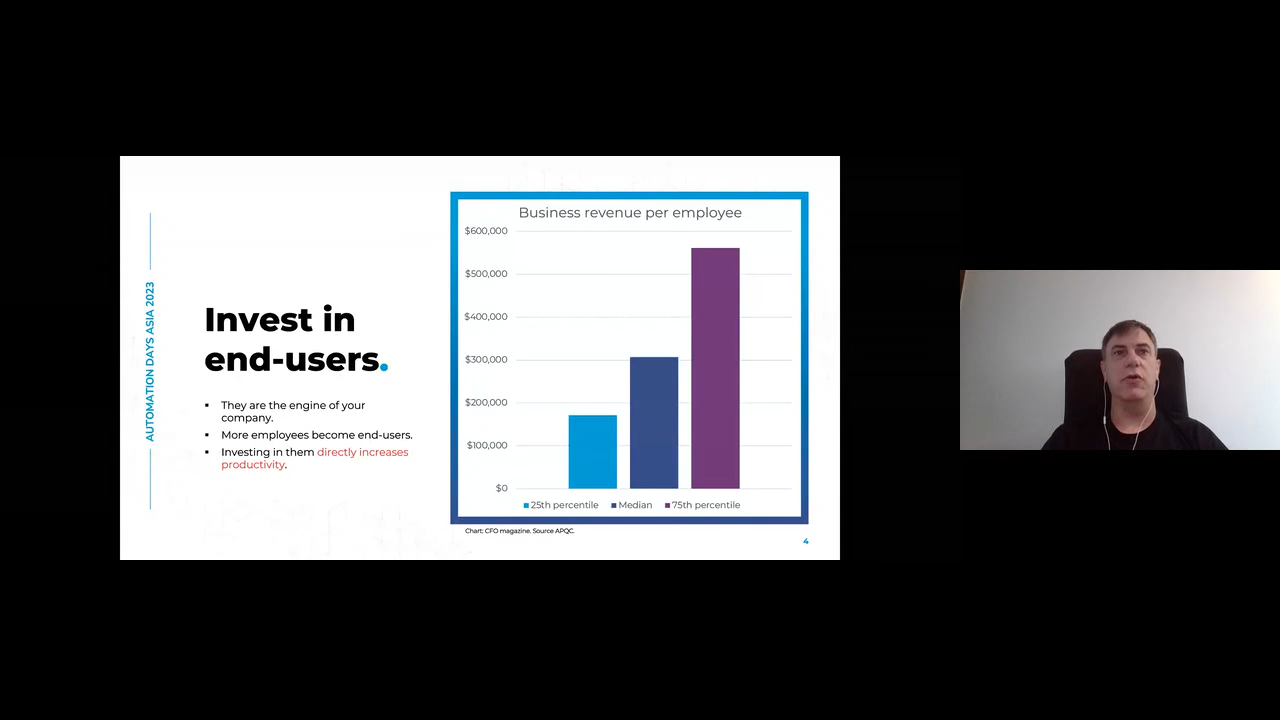 AUTOMATION DAYS ASIA 2023
Invest in
end-users.
▪ They are the engine of your
company.
▪ More employees become end-users.
▪ Investing in them directly increases
productivity.
Business revenue per employee
$600,000
$500,000
$400,000
$300,000
$200,000
$100,000
$0
25th percentile Median 75th percentile
Chart: CFO magazine. Source APQC.
4